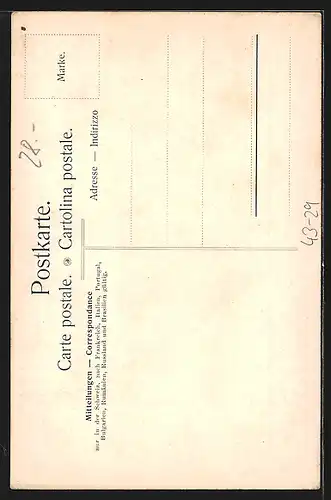 Postkarte.
Carte postale. Cartolina postale.
Marke.
Mitteilungen — Correspondance
nur in der Schweiz, nach Frankreich, Italien, Portugal,
Bulgarien, Rumänien, Russland und Brasilien gültig.
Adresse — Indirizzo
28.-
43-29